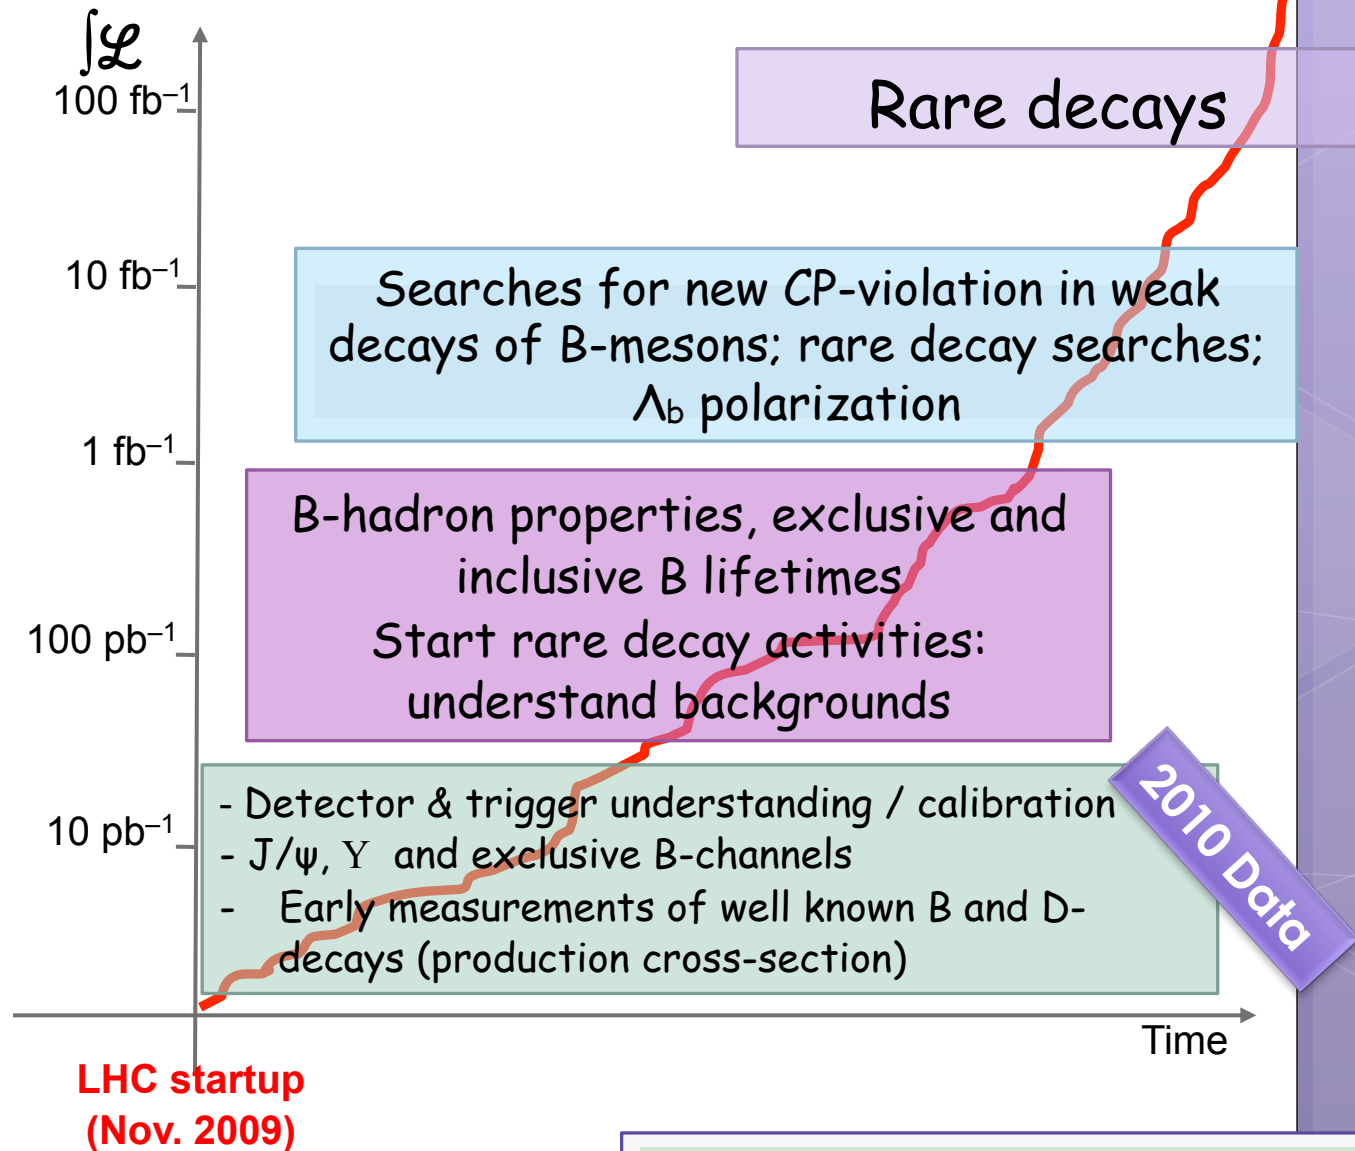 ∫ℒ
100 fb⁻¹
Rare decays
10 fb⁻¹
Searches for new CP-violation in weak
decays of B-mesons; rare decay searches;
Λb polarization
1 fb⁻¹
B-hadron properties, exclusive and
inclusive B lifetimes
Start rare decay activities:
understand backgrounds
100 pb⁻¹
- Detector & trigger understanding / calibration
- J/ψ, Υ and exclusive B-channels
- Early measurements of well known B and D-
decays (production cross-section)
10 pb⁻¹
2010 Data
Time
LHC startup
(Nov. 2009)